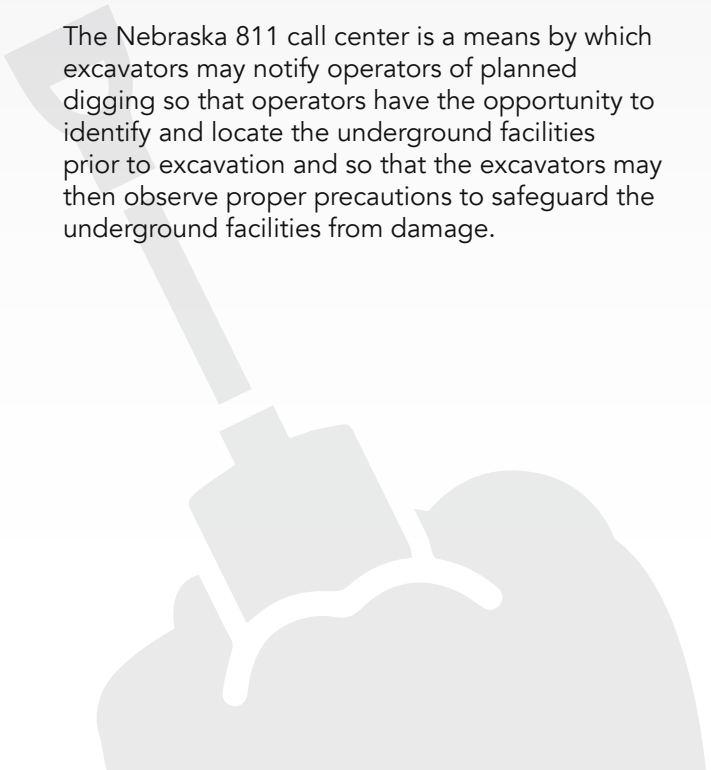 The Nebraska 811 call center is a means by which
excavators may notify operators of planned
digging so that operators have the opportunity to
identify and locate the underground facilities
prior to excavation and so that the excavators may
then observe proper precautions to safeguard the
underground facilities from damage.